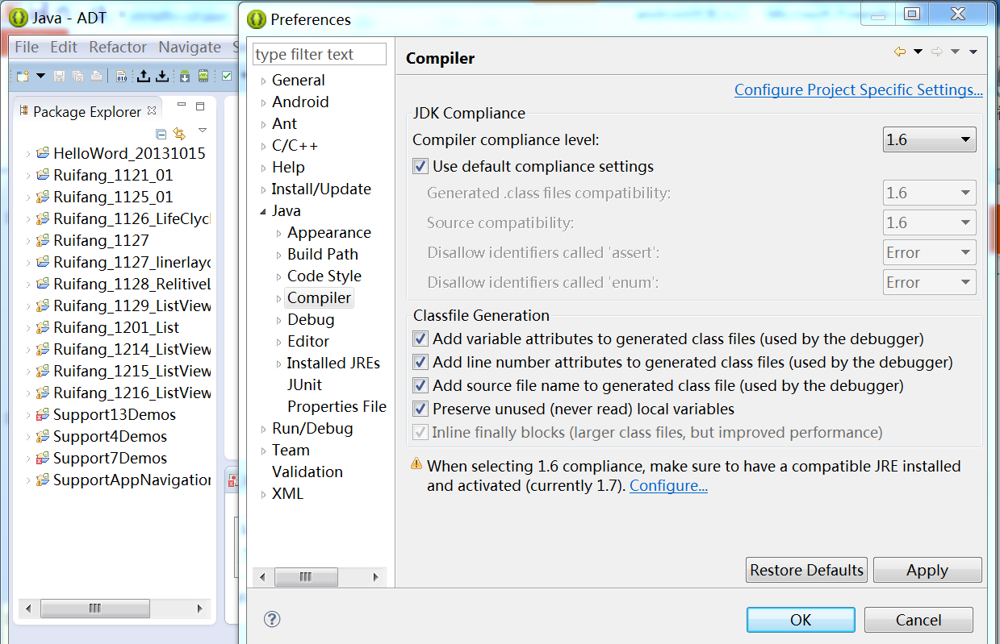 Java - ADT
File Edit Refactor Navigate
Package Explorer
HelloWord_20131015
Ruifang_1121_01
Ruifang_1125_01
Ruifang_1126_LifeClycl
Ruifang_1127
Ruifang_1127_linerlayo
Ruifang_1128_RelitiveL
Ruifang_1129_ListView
Ruifang_1201_List
Ruifang_1214_ListView
Ruifang_1215_ListView
Ruifang_1216_ListView
Support13Demos
Support4Demos
Support7Demos
SupportAppNavigation
Preferences
type filter text
General
Android
Ant
C/C++
Help
Install/Update
Java
Appearance
Build Path
Code Style
Compiler
Debug
Editor
Installed JREs
JUnit
Properties File
Run/Debug
Team
Validation
XML
Compiler
Configure Project Specific Settings...
JDK Compliance
Compiler compliance level: 1.6
Use default compliance settings
Generated .class files compatibility: 1.6
Source compatibility: 1.6
Disallow identifiers called 'assert': Error
Disallow identifiers called 'enum': Error
Classfile Generation
Add variable attributes to generated class files (used by the debugger)
Add line number attributes to generated class files (used by the debugger)
Add source file name to generated class file (used by the debugger)
Preserve unused (never read) local variables
Inline finally blocks (larger class files, but improved performance)
When selecting 1.6 compliance, make sure to have a compatible JRE installed
and activated (currently 1.7). Configure...
Restore Defaults Apply
OK Cancel